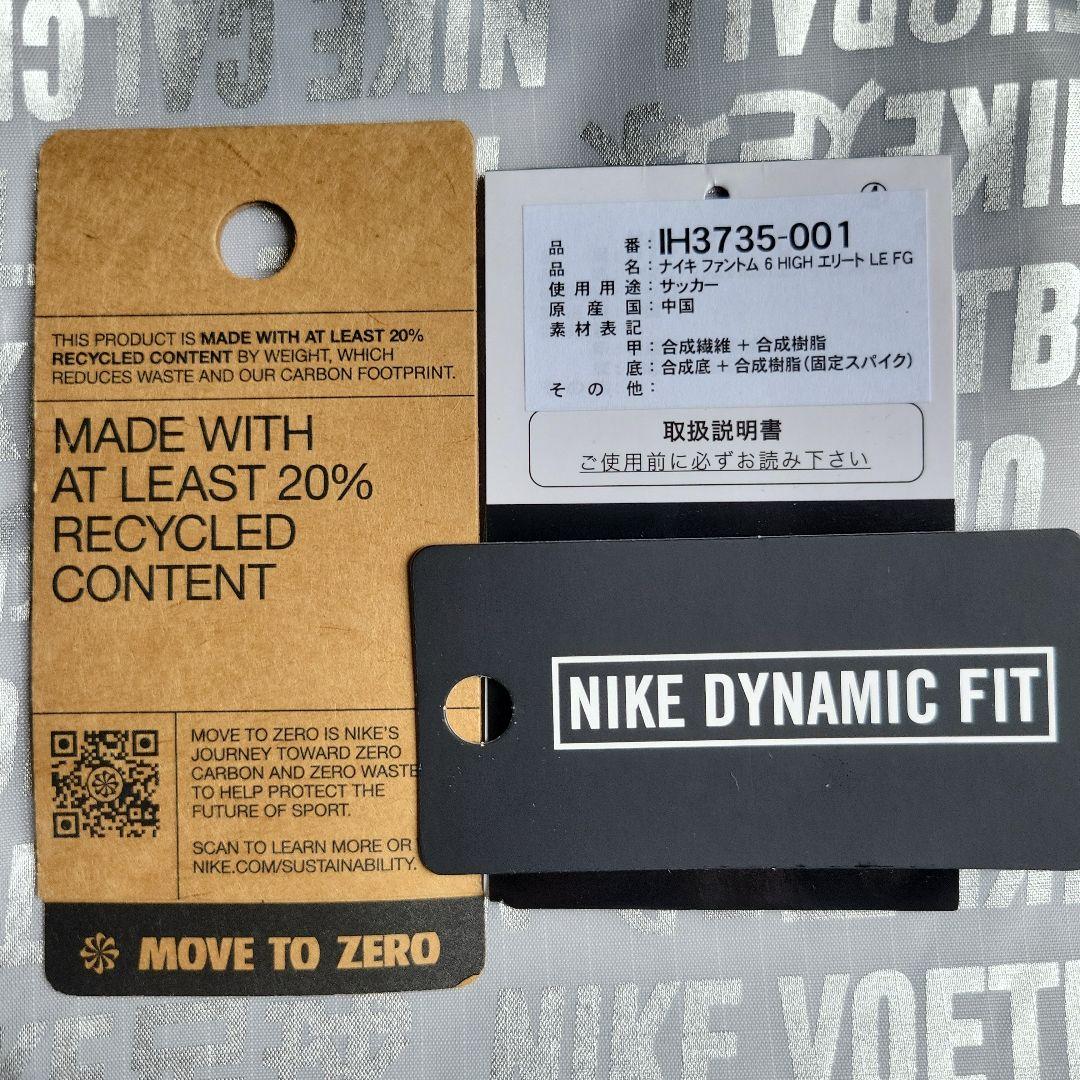 NIKE CALCI
NIKE
THIS PRODUCT IS MADE WITH AT LEAST 20%
RECYCLED CONTENT BY WEIGHT, WHICH
REDUCES WASTE AND OUR CARBON FOOTPRINT.
MADE WITH
AT LEAST 20%
RECYCLED
CONTENT
MOVE TO ZERO IS NIKE'S
JOURNEY TOWARD ZERO
CARBON AND ZERO WASTE
TO HELP PROTECT THE
FUTURE OF SPORT.
SCAN TO LEARN MORE OR
NIKE.COM/SUSTAINABILITY.
MOVE TO ZERO
品 番：IH3735-001
品 名：ナイキ ファントム 6 HIGH エリート LE FG
使用用途：サッカー
原産国：中国
素材表記
甲：合成繊維 + 合成樹脂
底：合成底 + 合成樹脂(固定スパイク)
その他：
取扱説明書
ご使用前に必ずお読み下さい
NIKE DYNAMIC FIT
NIKE VOET